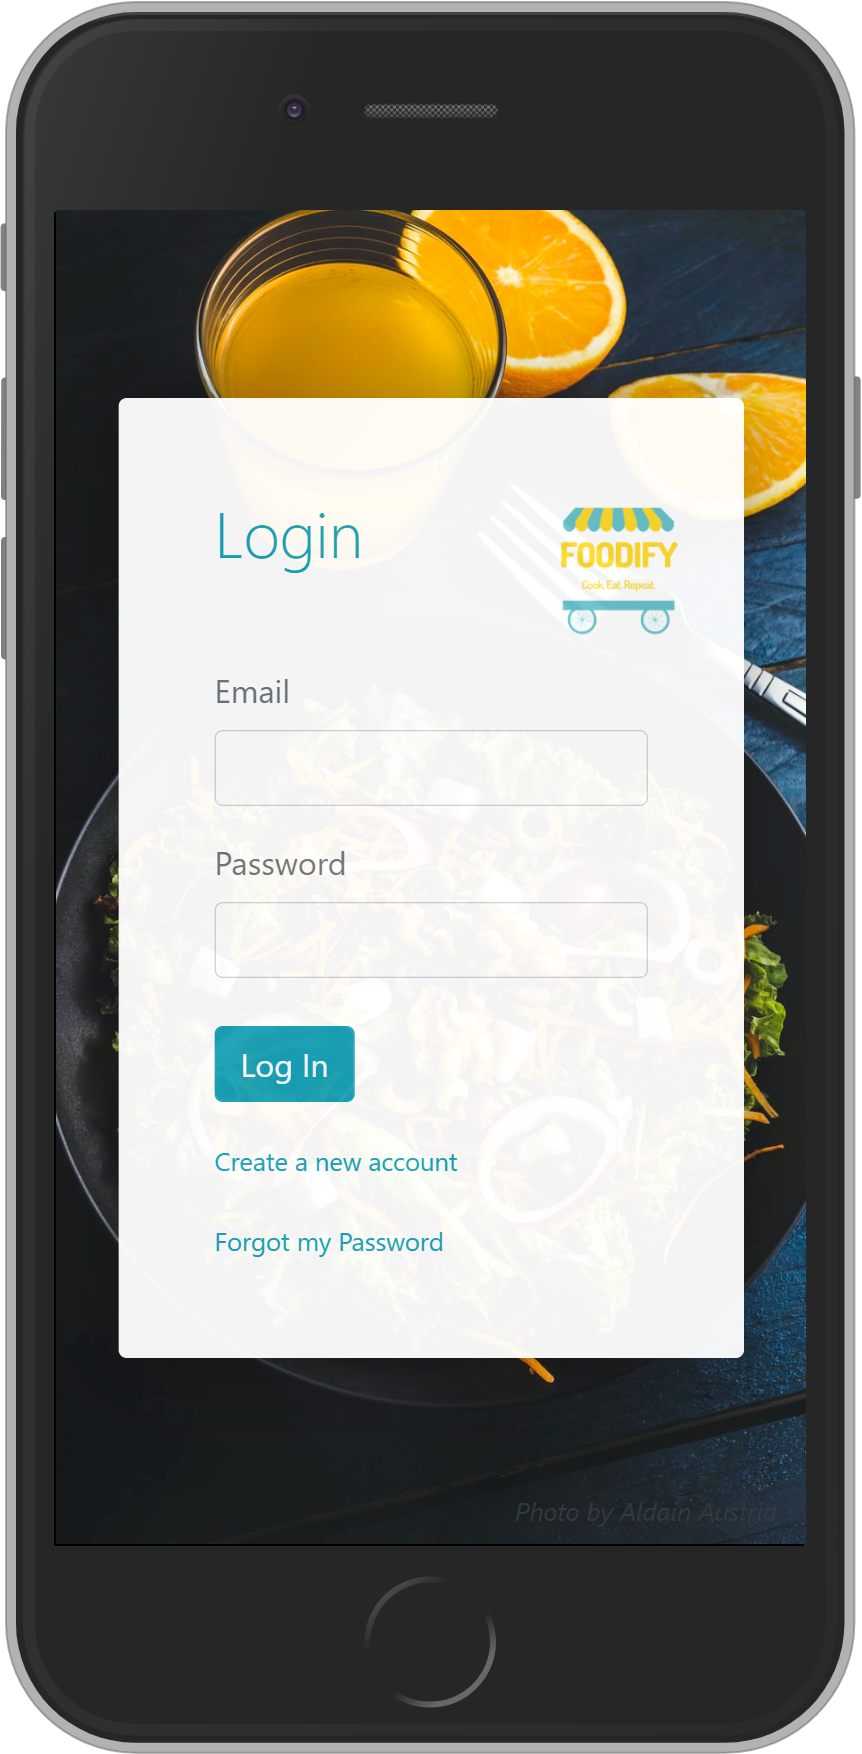 Login
FOODIFY
Cook. Eat. Repeat.
Email
Password
Log In
Create a new account
Forgot my Password
Photo by Aldain Austria